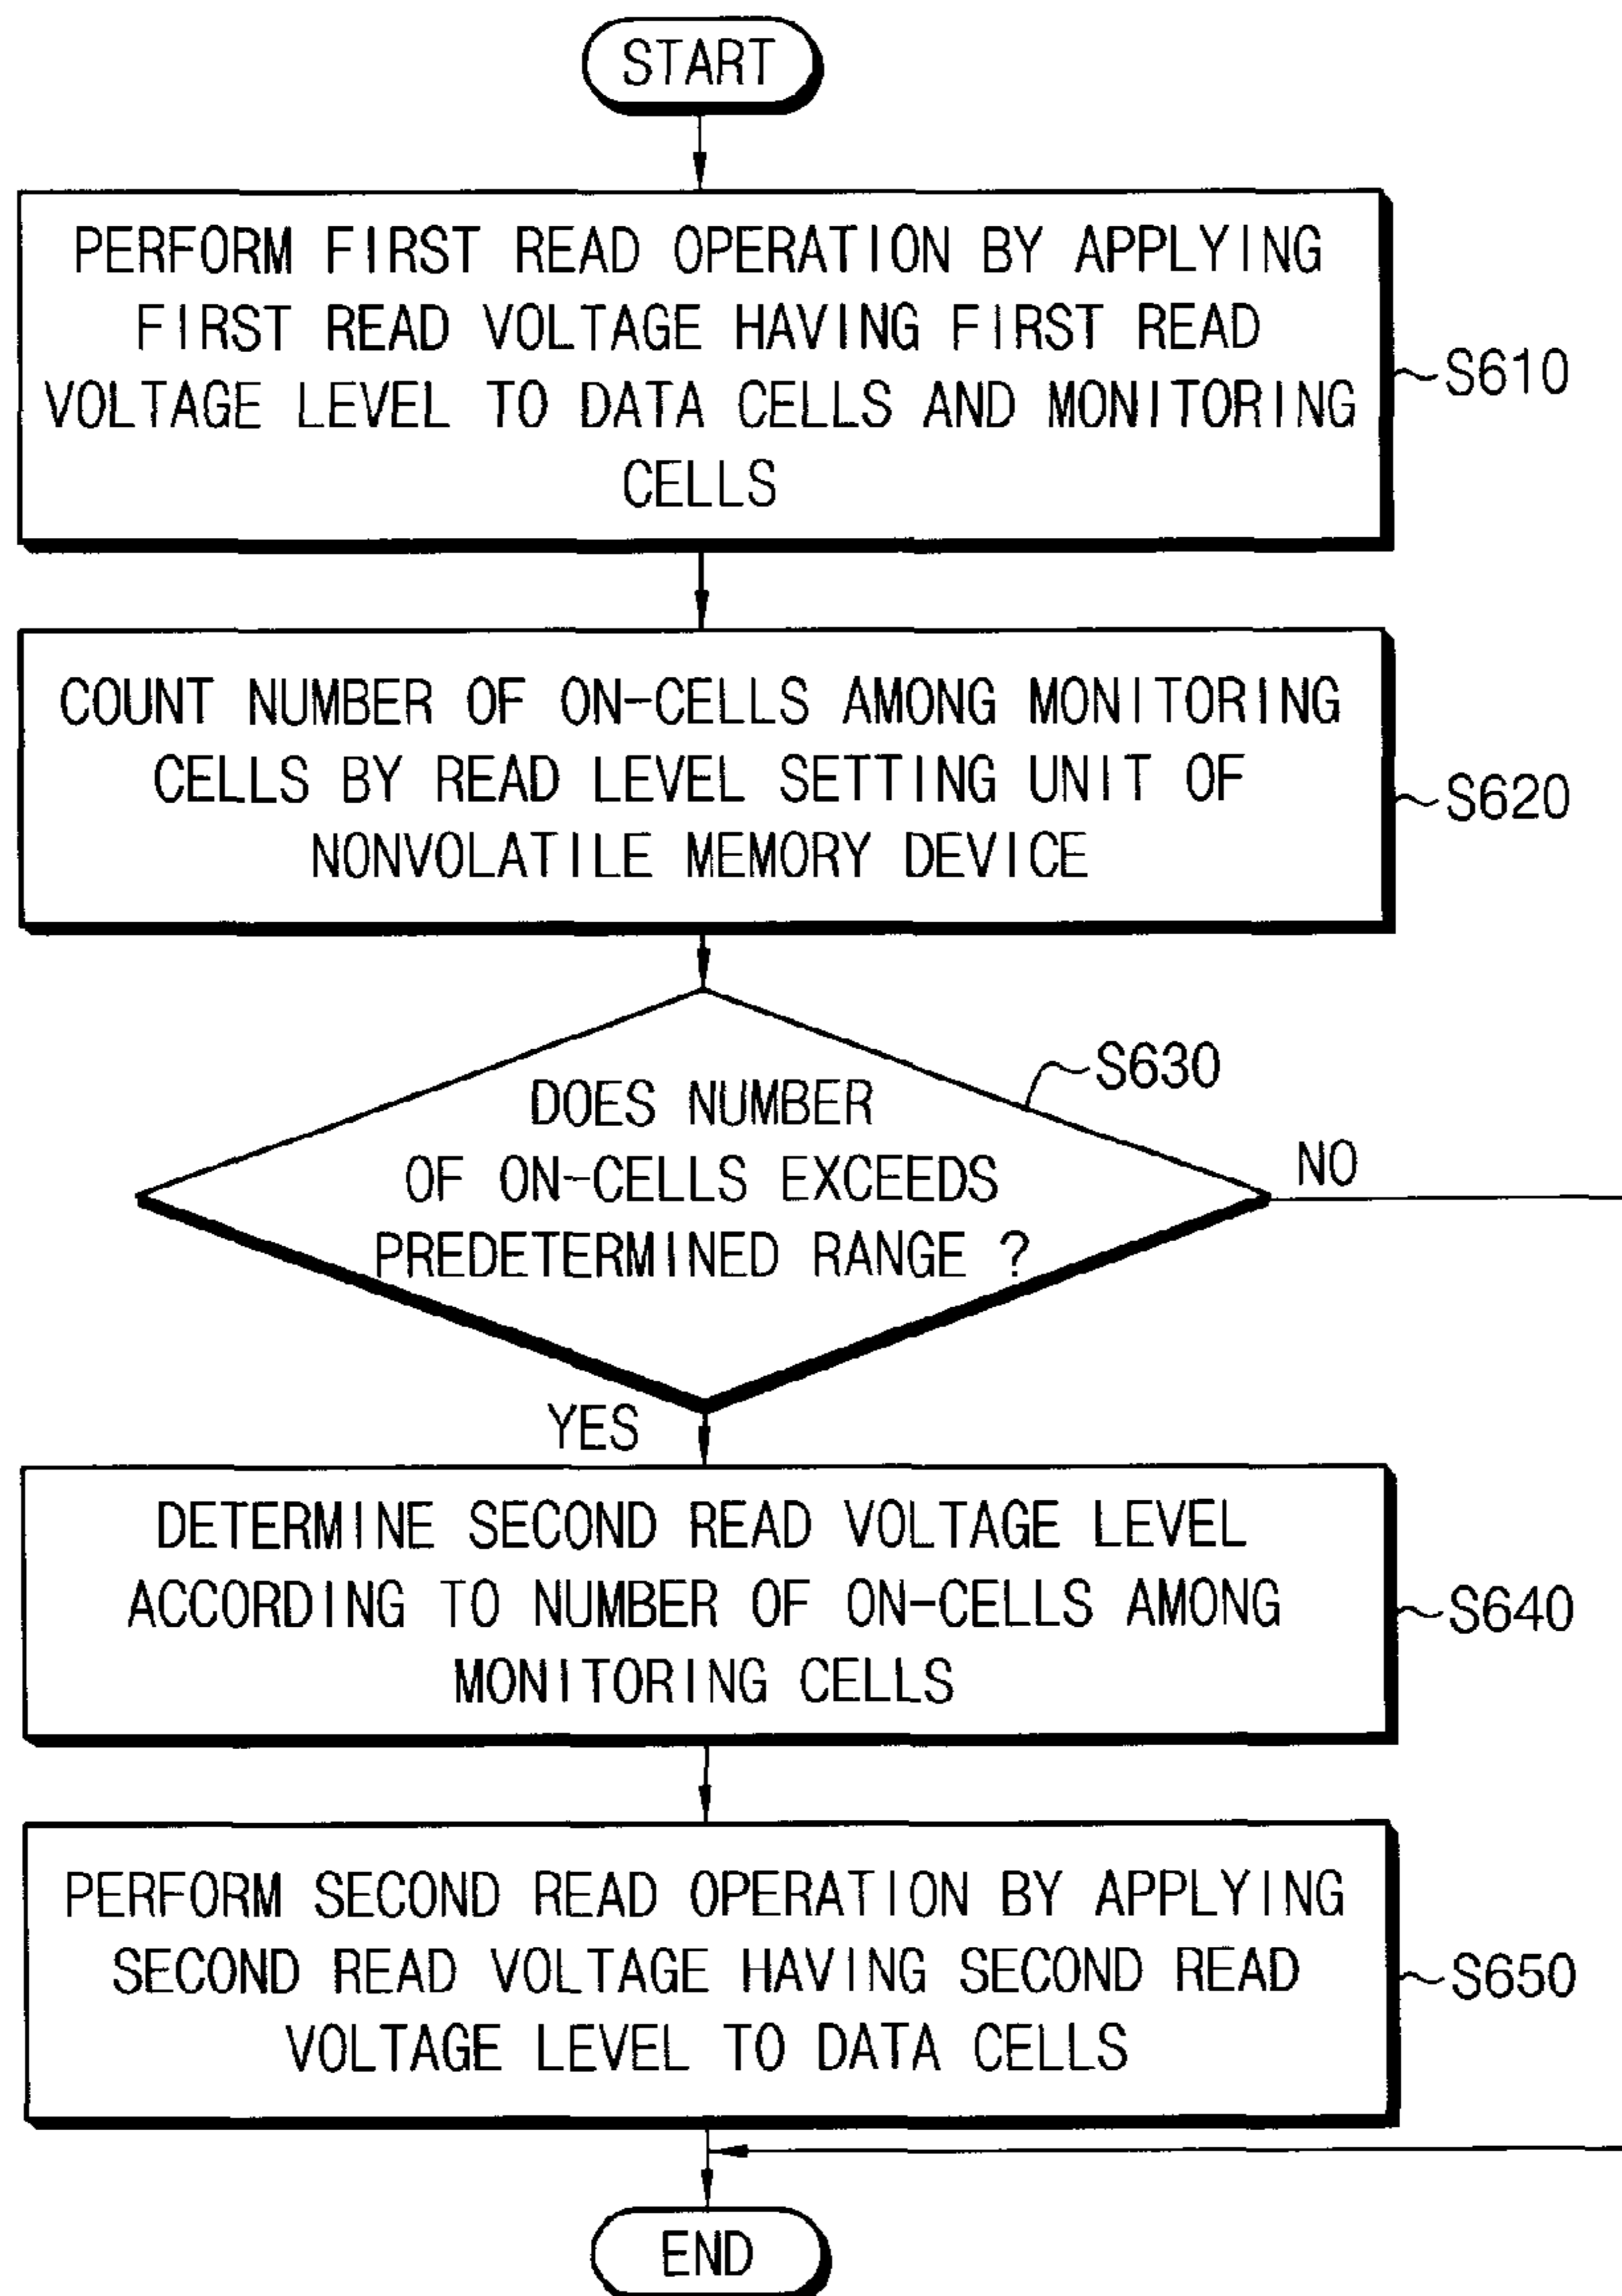 START
PERFORM FIRST READ OPERATION BY APPLYING
FIRST READ VOLTAGE HAVING FIRST READ
VOLTAGE LEVEL TO DATA CELLS AND MONITORING
CELLS
S610
COUNT NUMBER OF ON-CELLS AMONG MONITORING
CELLS BY READ LEVEL SETTING UNIT OF
NONVOLATILE MEMORY DEVICE
S620
S630
DOES NUMBER
OF ON-CELLS EXCEEDS
PREDETERMINED RANGE ?
NO
YES
DETERMINE SECOND READ VOLTAGE LEVEL
ACCORDING TO NUMBER OF ON-CELLS AMONG
MONITORING CELLS
S640
PERFORM SECOND READ OPERATION BY APPLYING
SECOND READ VOLTAGE HAVING SECOND READ
VOLTAGE LEVEL TO DATA CELLS
S650
END